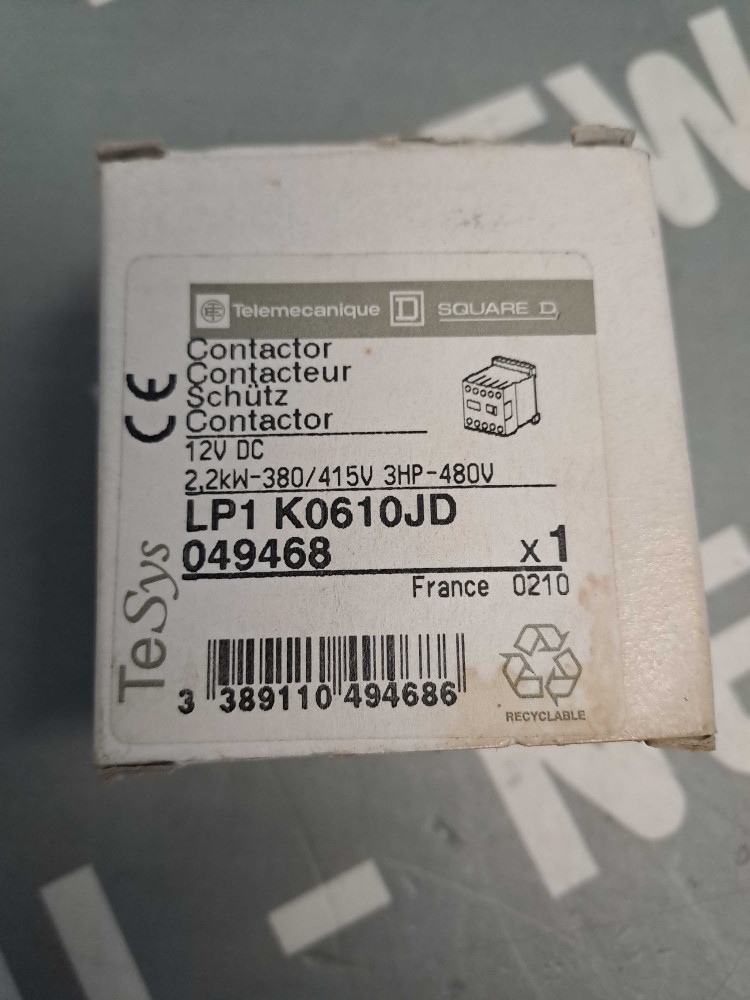 Telemecanique SQUARE D
Contactor
Contacteur
Schütz
Contactor
12V DC
2,2kW-380/415V 3HP-480V
LP1 K0610JD
049468 x1
France 0210
TeSys
CE
3 389110 494686
RECYCLABLE